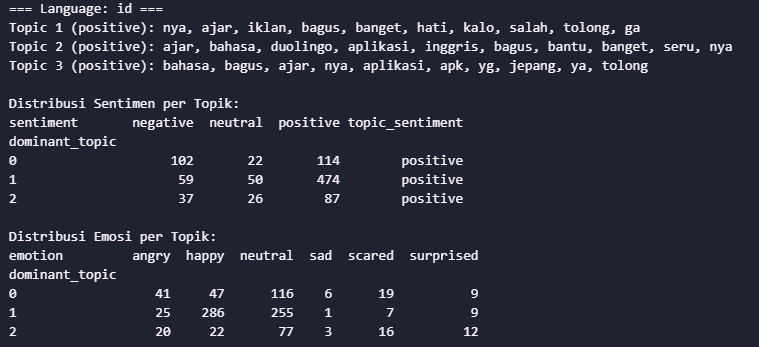 === Language: id ===
Topic 1 (positive): nya, ajar, iklan, bagus, banget, hati, kalo, salah, tolong, ga
Topic 2 (positive): ajar, bahasa, duolingo, aplikasi, inggris, bagus, bantu, banget, seru, nya
Topic 3 (positive): bahasa, bagus, ajar, nya, aplikasi, apk, yg, jepang, ya, tolong
Distribusi Sentimen per Topik:
sentiment negative neutral positive topic_sentiment
dominant_topic
0 102 22 114 positive
1 59 50 474 positive
2 37 26 87 positive
Distribusi Emosi per Topik:
emotion angry happy neutral sad scared surprised
dominant_topic
0 41 47 116 6 19 9
1 25 286 255 1 7 9
2 20 22 77 3 16 12